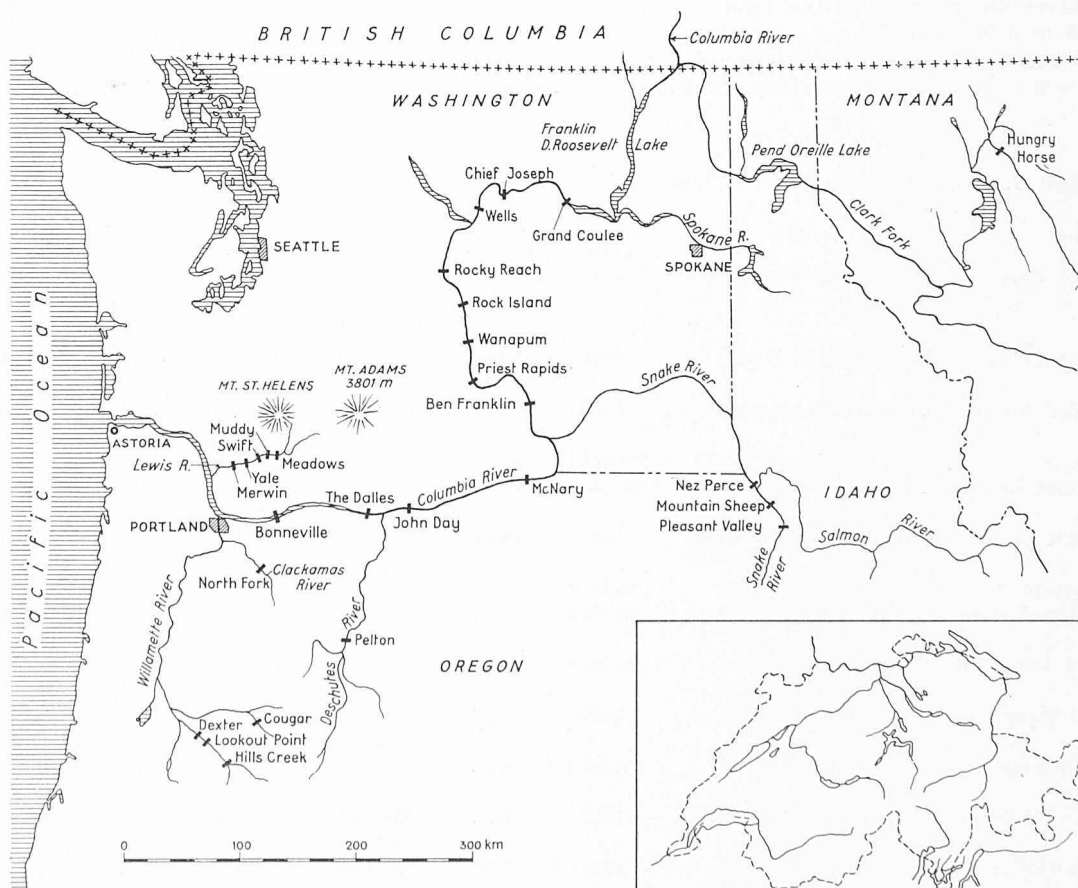 BRITISH COLUMBIA
Columbia River
WASHINGTON
MONTANA
Franklin
D.Roosevelt Lake
Pend Oreille Lake
Hungry
Horse
Chief Joseph
Wells
Grand Coulee
Spokane R.
Clark Fork
SEATTLE
SPOKANE
Rocky Reach
Rock Island
Wanapum
Priest Rapids
Ben Franklin
Snake River
Pacific Ocean
MT. ST. HELENS
MT. ADAMS
3801 m
ASTORIA
Muddy
Swift
Meadows
Lewis R.
Yale
Merwin
The Dalles
Columbia River
McNary
John Day
PORTLAND
Bonneville
Nez Perce
Mountain Sheep
Pleasant Valley
IDAHO
Salmon River
Snake
River
North Fork
Clackamas
River
Willamette River
Deschutes River
Pelton
OREGON
Dexter
Cougar
Lookout Point
Hills Creek
0 100 200 300 km